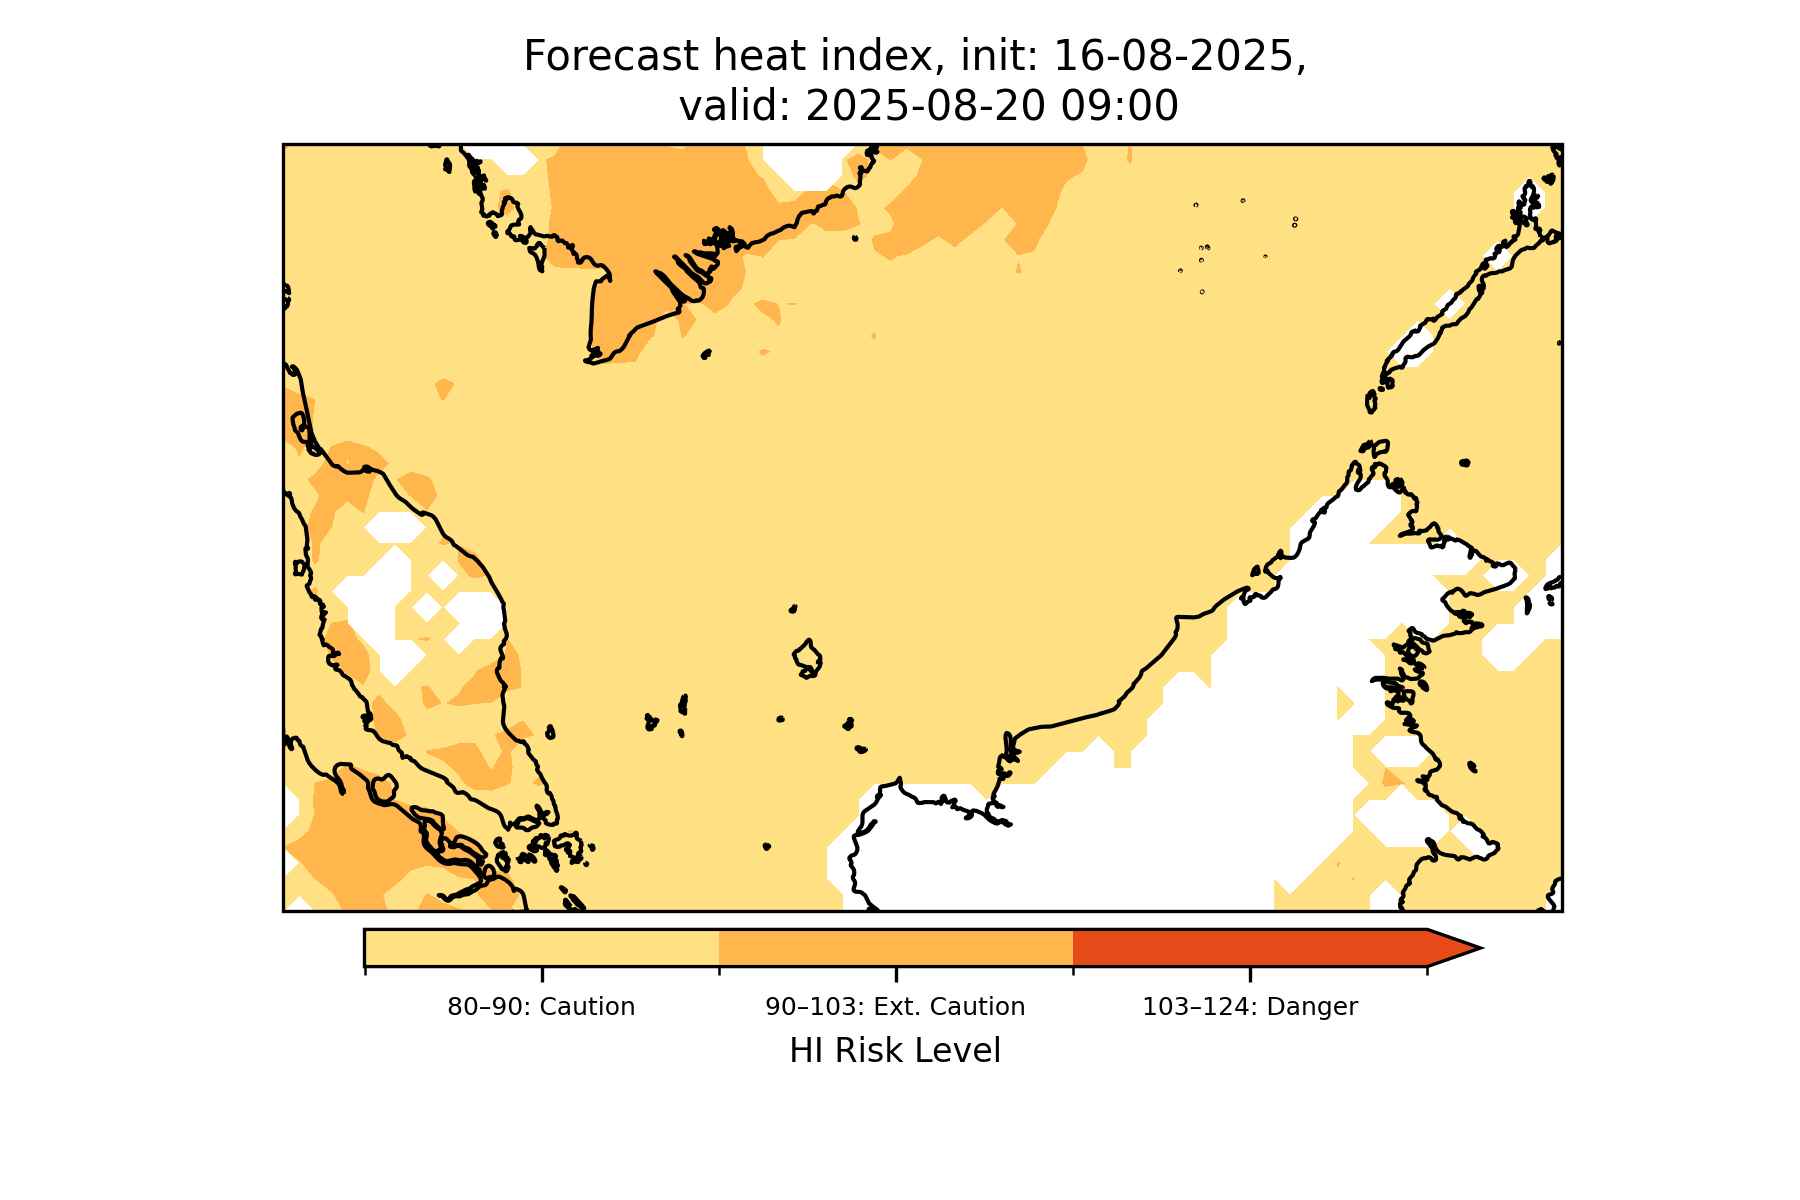 Forecast heat index, init: 16-08-2025,
valid: 2025-08-20 09:00
80–90: Caution
90–103: Ext. Caution
103–124: Danger
HI Risk Level